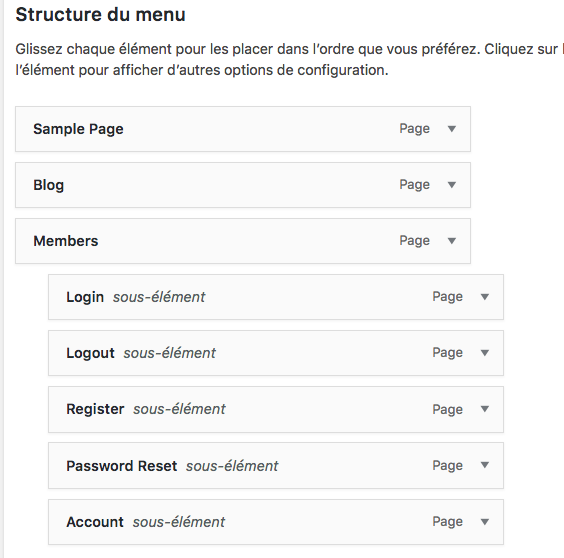 Structure du menu
Glissez chaque élément pour les placer dans l’ordre que vous préférez. Cliquez sur
l’élément pour afficher d’autres options de configuration.
Sample Page Page
Blog Page
Members Page
Login sous-élément Page
Logout sous-élément Page
Register sous-élément Page
Password Reset sous-élément Page
Account sous-élément Page